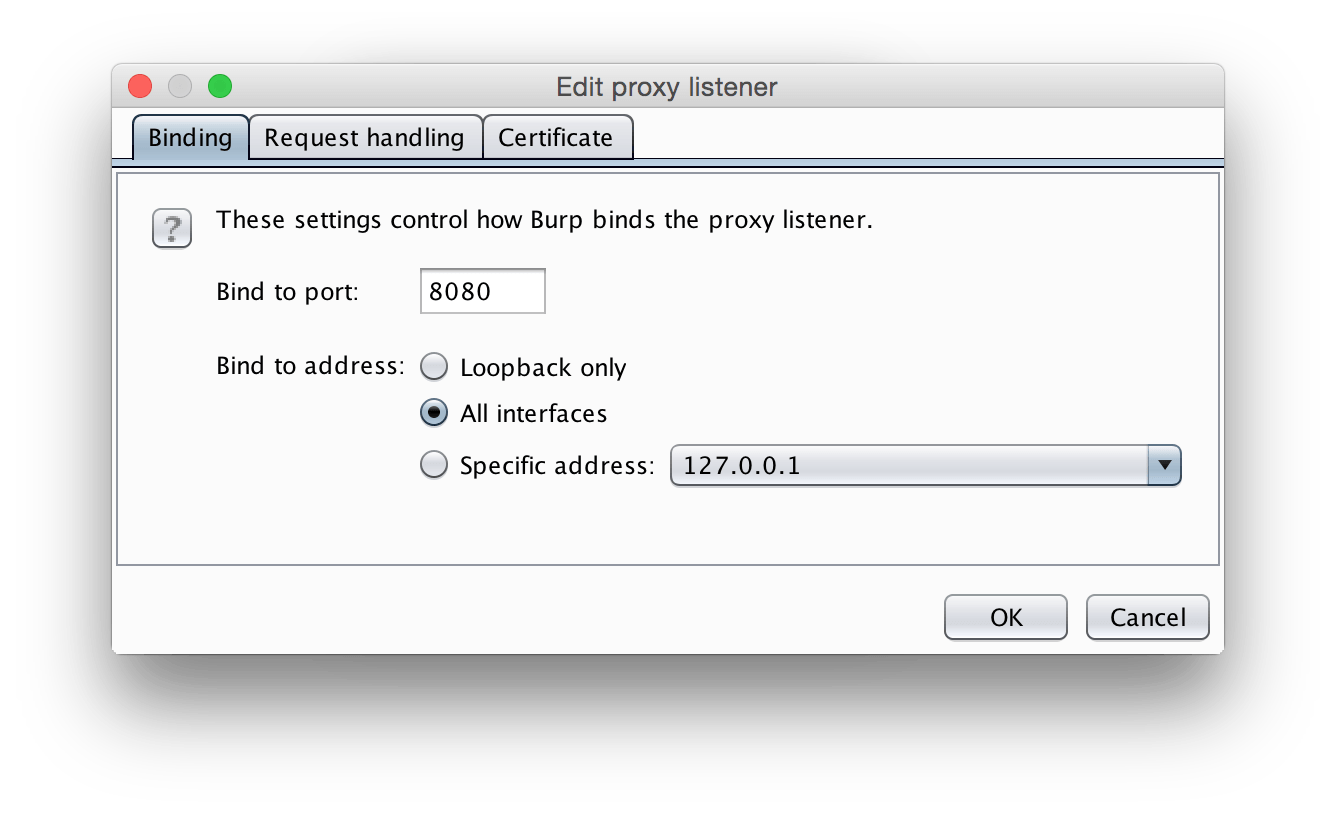 Edit proxy listener
Binding Request handling Certificate
? These settings control how Burp binds the proxy listener.
Bind to port: 8080
Bind to address: Loopback only
All interfaces
Specific address: 127.0.0.1
OK Cancel